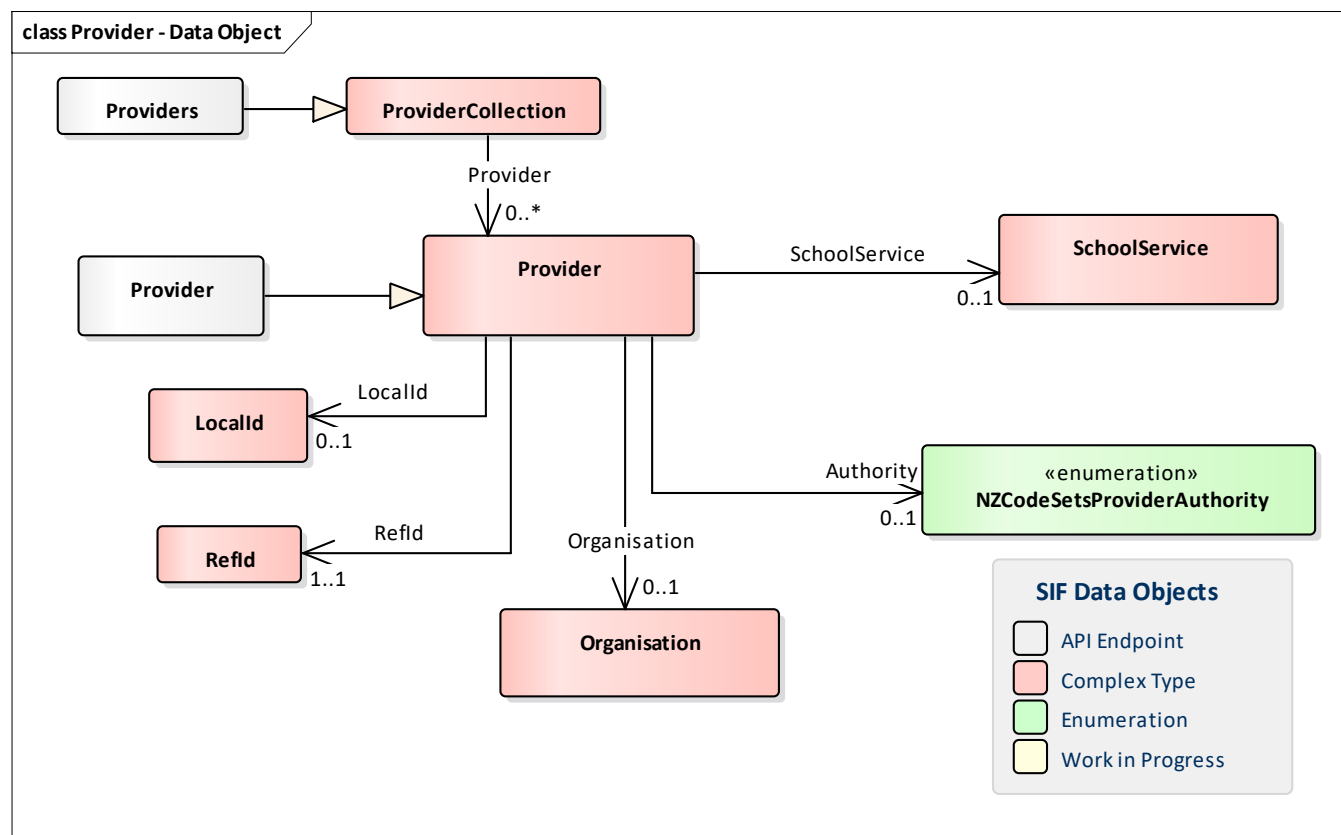 class Provider - Data Object
Providers
ProviderCollection
Provider
0..*
Provider
Provider
SchoolService
0..1
SchoolService
LocalId
0..1
LocalId
RefId
1..1
RefId
Organisation
0..1
Organisation
Authority
0..1
«enumeration»
NZCodeSetsProviderAuthority
SIF Data Objects
API Endpoint
Complex Type
Enumeration
Work in Progress